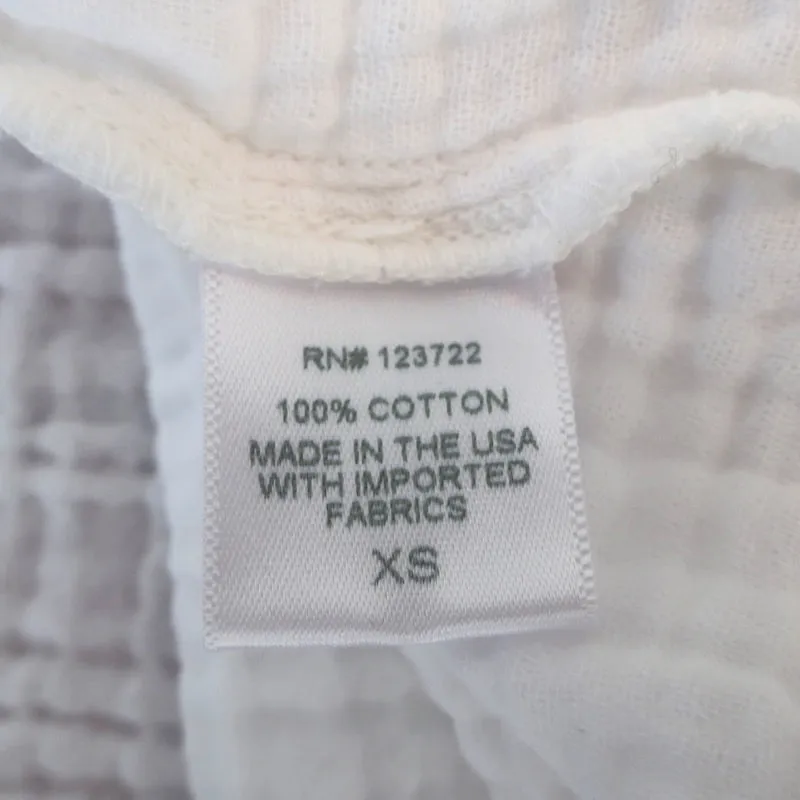 RN# 123722
100% COTTON
MADE IN THE USA
WITH IMPORTED
FABRICS
XS